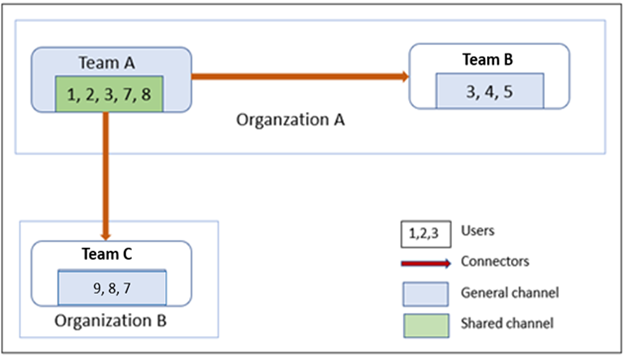 Team A
1, 2, 3, 7, 8
Team B
3, 4, 5
Organzation A
Team C
9, 8, 7
Organization B
1,2,3 Users
Connectors
General channel
Shared channel